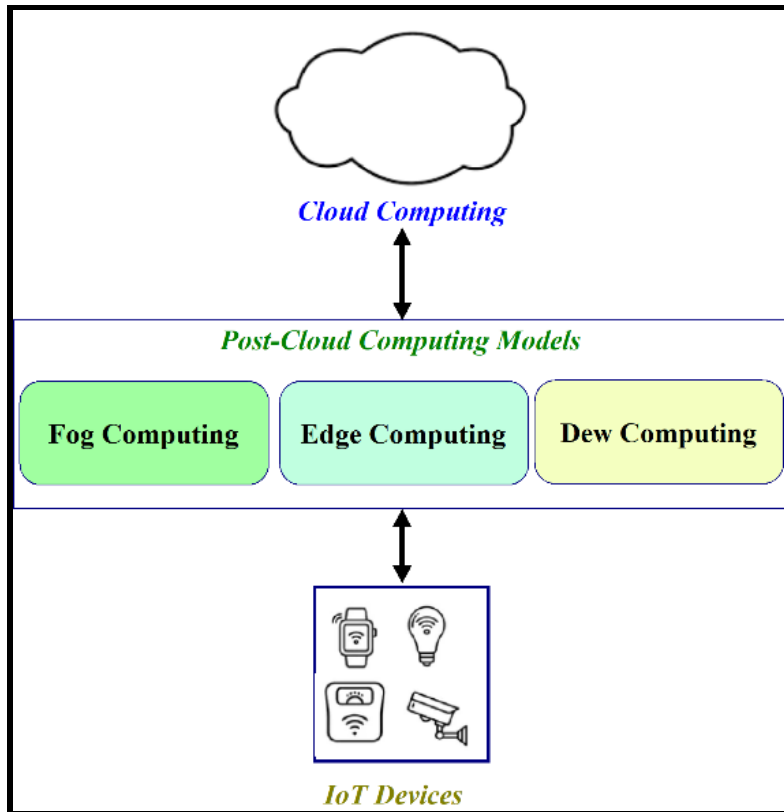 Cloud Computing
Post-Cloud Computing Models
Fog Computing
Edge Computing
Dew Computing
IoT Devices